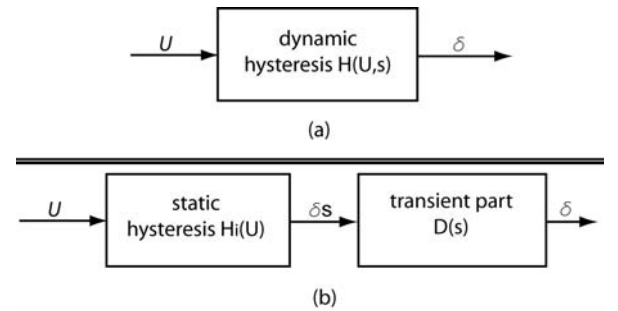 U
dynamic
hysteresis H(U,s)
δ
(a)
U
static
hysteresis Hi(U)
δs
transient part
D(s)
δ
(b)